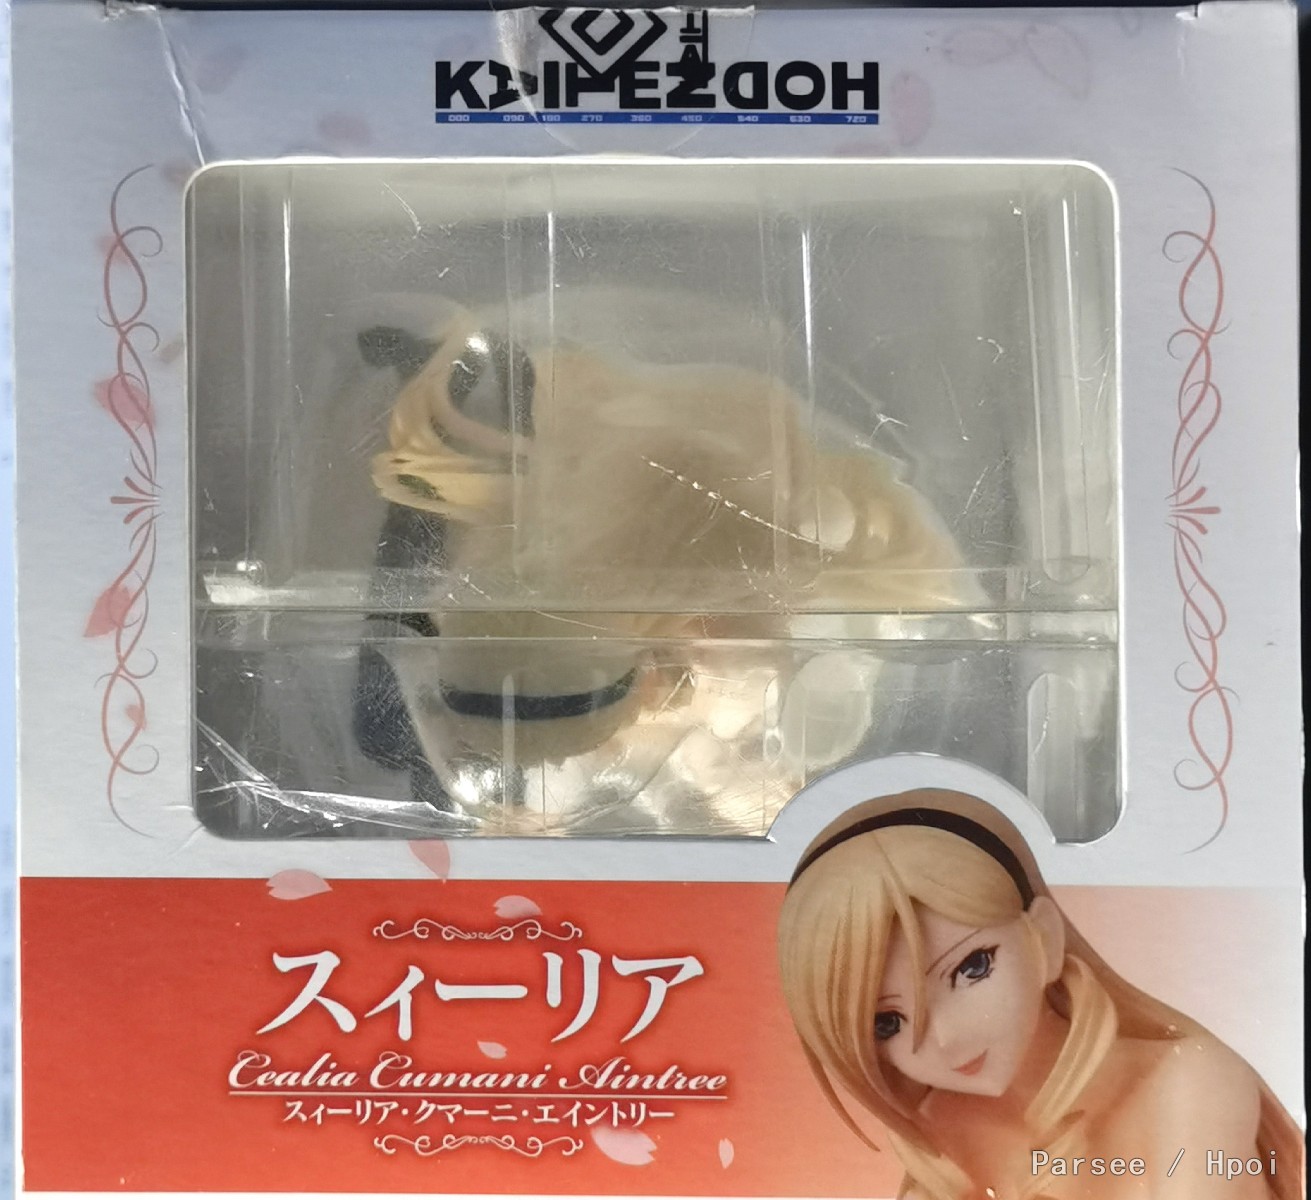 000 090 180 270 360 450 540 630 720
スィーリア
Cealia Cumani Aintree
スィーリア・クマーニ・エイントリー
Parsee / Hpoi